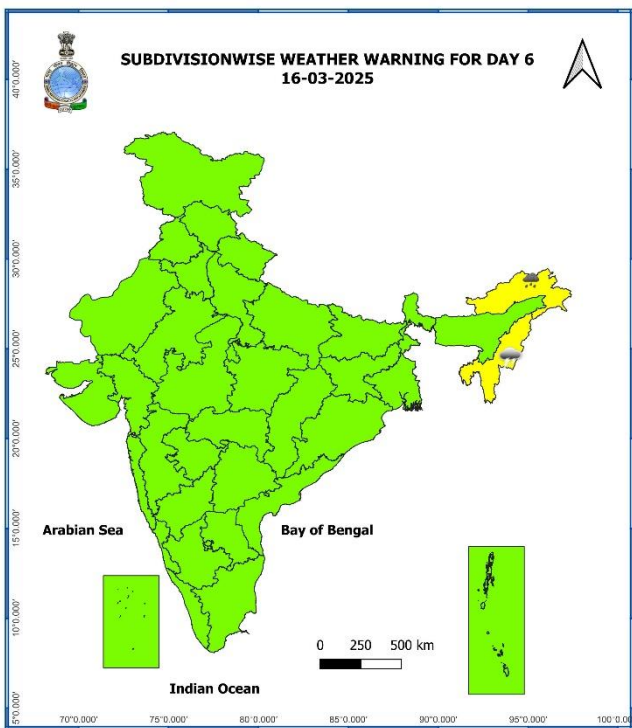 SUBDIVISIONWISE WEATHER WARNING FOR DAY 6
16-03-2025
40°0.000'
35°0.000'
30°0.000'
25°0.000'
20°0.000'
15°0.000'
10°0.000'
5°0.000'
Arabian Sea
Bay of Bengal
0 250 500 km
Indian Ocean
70°0.000' 75°0.000' 80°0.000' 85°0.000' 90°0.000' 95°0.000' 100°0.0